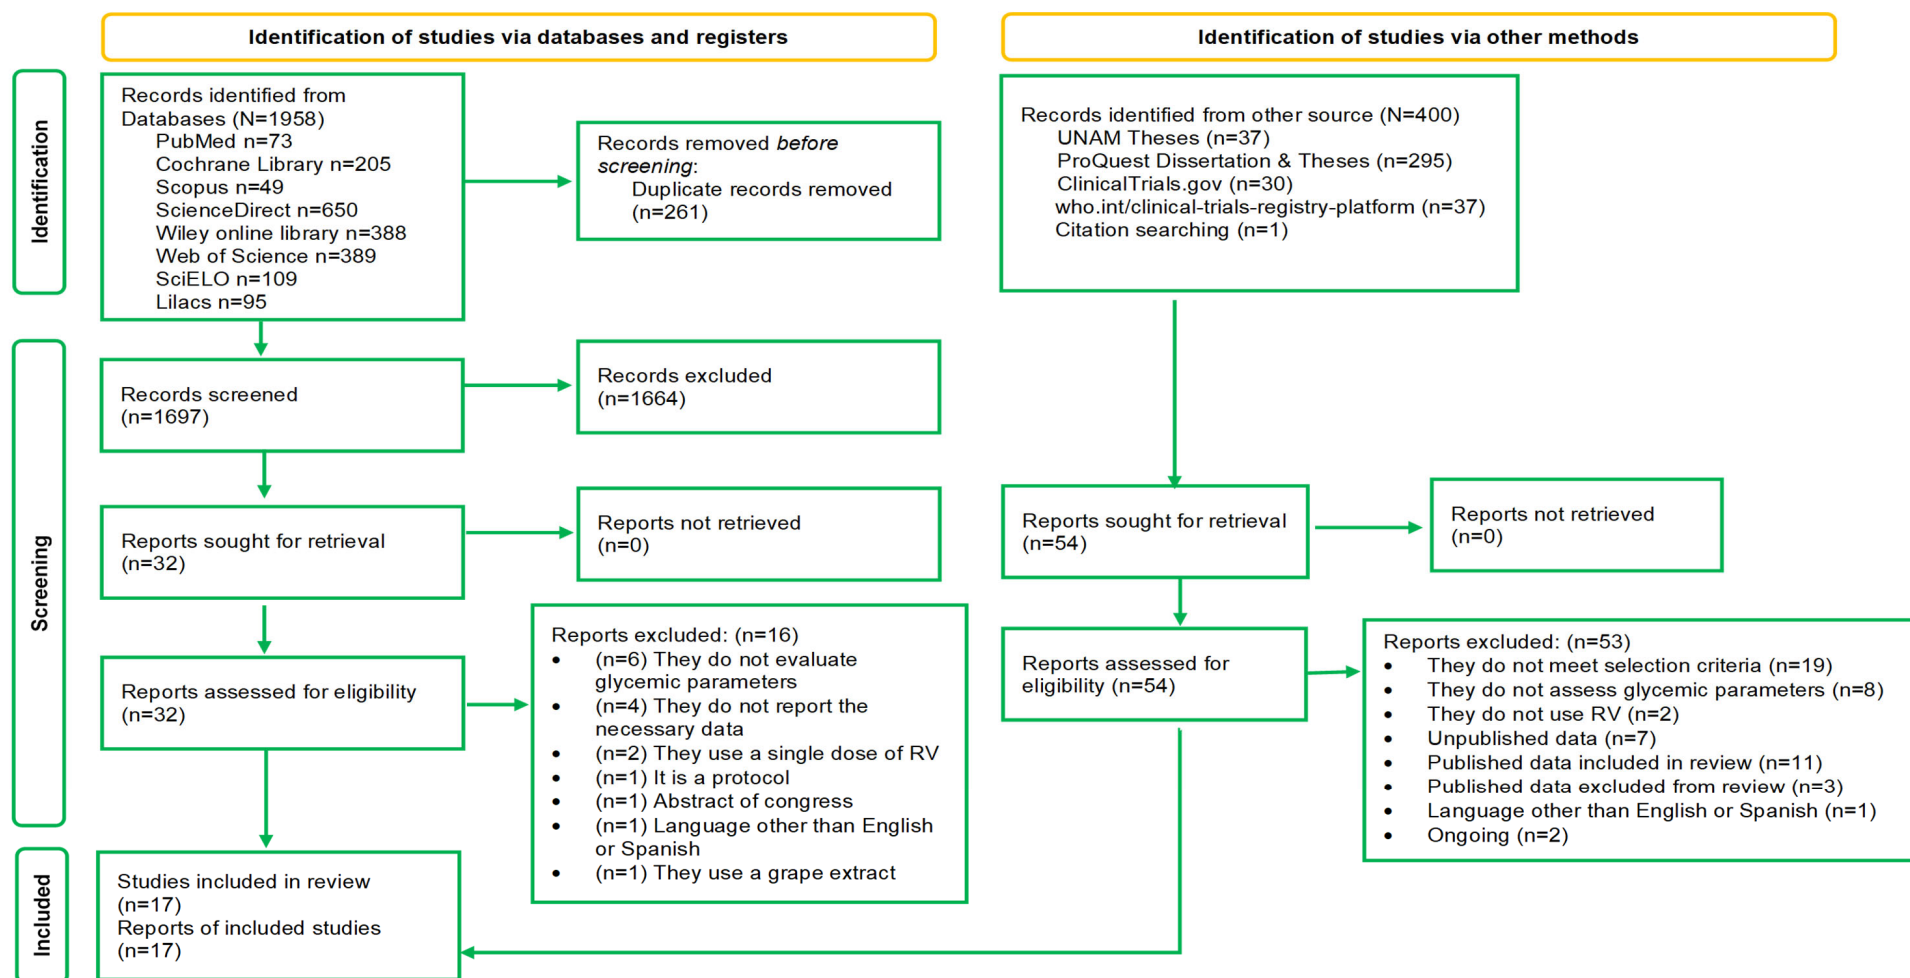 Identification of studies via databases and registers
Identification of studies via other methods
Identification
Records identified from
Databases (N=1958)
PubMed n=73
Cochrane Library n=205
Scopus n=49
ScienceDirect n=650
Wiley online library n=388
Web of Science n=389
SciELO n=109
Lilacs n=95
Records removed before
screening:
Duplicate records removed
(n=261)
Records identified from other source (N=400)
UNAM Theses (n=37)
ProQuest Dissertation & Theses (n=295)
ClinicalTrials.gov (n=30)
who.int/clinical-trials-registry-platform (n=37)
Citation searching (n=1)
Screening
Records screened
(n=1697)
Records excluded
(n=1664)
Reports sought for retrieval
(n=32)
Reports not retrieved
(n=0)
Reports sought for retrieval
(n=54)
Reports not retrieved
(n=0)
Reports assessed for eligibility
(n=32)
Reports excluded: (n=16)
• (n=6) They do not evaluate
glycemic parameters
• (n=4) They do not report the
necessary data
• (n=2) They use a single dose of RV
• (n=1) It is a protocol
• (n=1) Abstract of congress
• (n=1) Language other than English
or Spanish
• (n=1) They use a grape extract
Reports assessed for
eligibility (n=54)
Reports excluded: (n=53)
• They do not meet selection criteria (n=19)
• They do not assess glycemic parameters (n=8)
• They do not use RV (n=2)
• Unpublished data (n=7)
• Published data included in review (n=11)
• Published data excluded from review (n=3)
• Language other than English or Spanish (n=1)
• Ongoing (n=2)
Included
Studies included in review
(n=17)
Reports of included studies
(n=17)